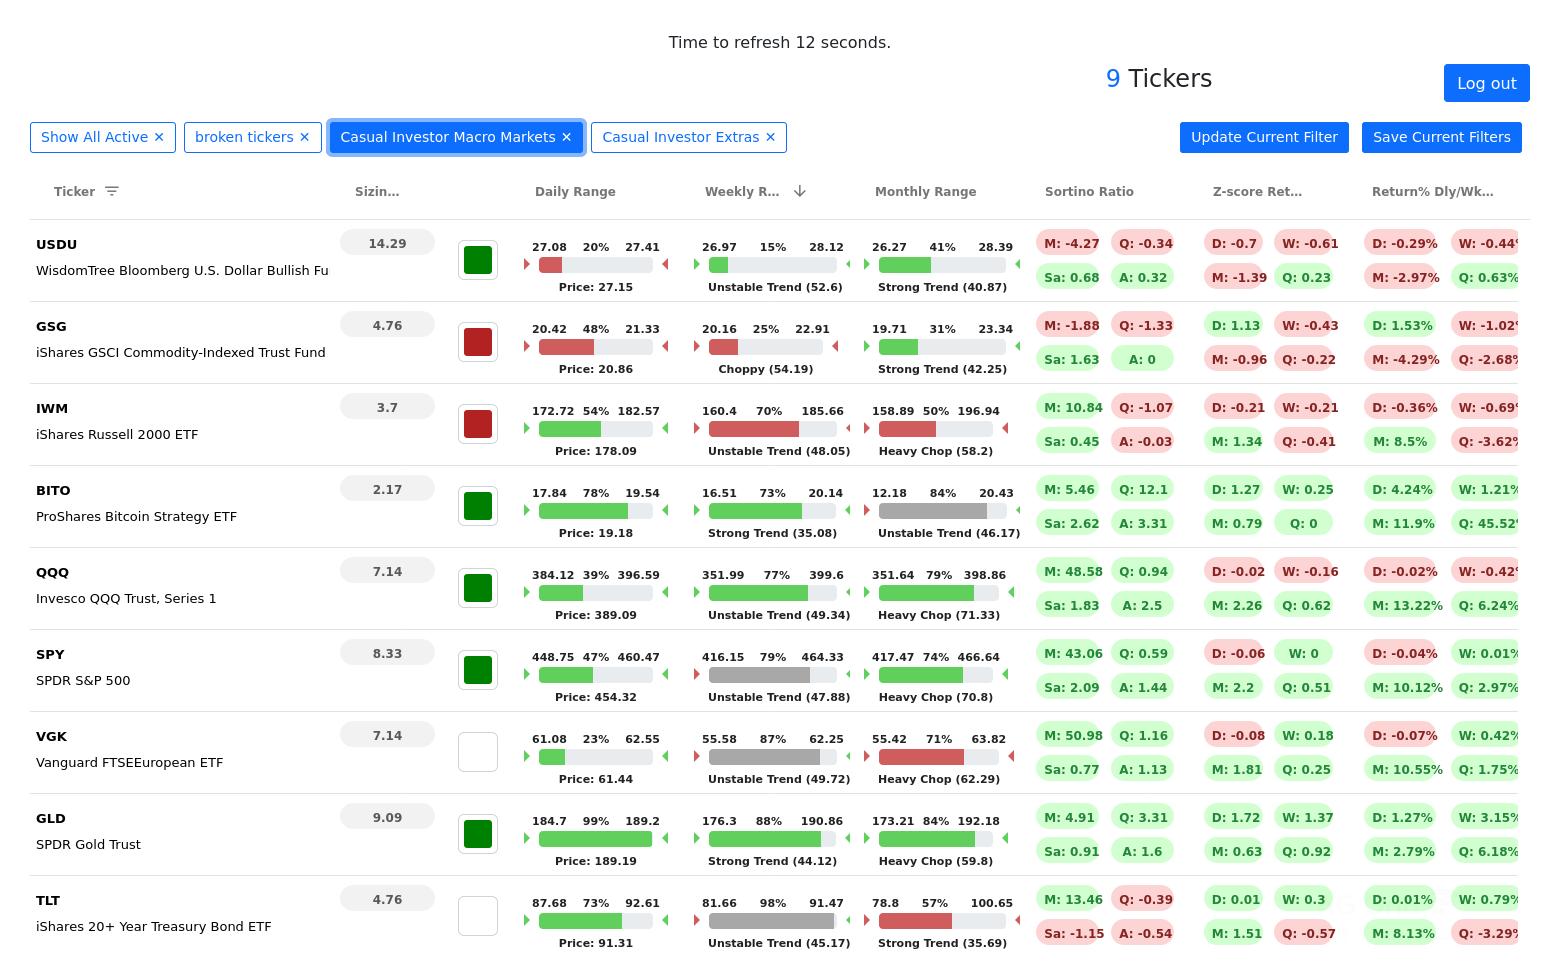 Time to refresh 12 seconds.
9 Tickers
Log out
Show All Active ✕ broken tickers ✕ Casual Investor Macro Markets ✕ Casual Investor Extras ✕ Update Current Filter Save Current Filters
Ticker Sizin... Daily Range Weekly R... Monthly Range Sortino Ratio Z-score Ret... Return% Dly/Wk...
USDU 14.29 27.08 20% 27.41 26.97 15% 28.12 26.27 41% 28.39 M: -4.27 Q: -0.34 D: -0.7 W: -0.61 D: -0.29% W: -0.44%
WisdomTree Bloomberg U.S. Dollar Bullish Fu Sa: 0.68 A: 0.32 M: -1.39 Q: 0.23 M: -2.97% Q: 0.63%
Price: 27.15 Unstable Trend (52.6) Strong Trend (40.87)
GSG 4.76 20.42 48% 21.33 20.16 25% 22.91 19.71 31% 23.34 M: -1.88 Q: -1.33 D: 1.13 W: -0.43 D: 1.53% W: -1.02%
iShares GSCI Commodity-Indexed Trust Fund Sa: 1.63 A: 0 M: -0.96 Q: -0.22 M: -4.29% Q: -2.68%
Price: 20.86 Choppy (54.19) Strong Trend (42.25)
IWM 3.7 172.72 54% 182.57 160.4 70% 185.66 158.89 50% 196.94 M: 10.84 Q: -1.07 D: -0.21 W: -0.21 D: -0.36% W: -0.69%
iShares Russell 2000 ETF Sa: 0.45 A: -0.03 M: 1.34 Q: -0.41 M: 8.5% Q: -3.62%
Price: 178.09 Unstable Trend (48.05) Heavy Chop (58.2)
BITO 2.17 17.84 78% 19.54 16.51 73% 20.14 12.18 84% 20.43 M: 5.46 Q: 12.1 D: 1.27 W: 0.25 D: 4.24% W: 1.21%
ProShares Bitcoin Strategy ETF Sa: 2.62 A: 3.31 M: 0.79 Q: 0 M: 11.9% Q: 45.52%
Price: 19.18 Strong Trend (35.08) Unstable Trend (46.17)
QQQ 7.14 384.12 39% 396.59 351.99 77% 399.6 351.64 79% 398.86 M: 48.58 Q: 0.94 D: -0.02 W: -0.16 D: -0.02% W: -0.42%
Invesco QQQ Trust, Series 1 Sa: 1.83 A: 2.5 M: 2.26 Q: 0.62 M: 13.22% Q: 6.24%
Price: 389.09 Unstable Trend (49.34) Heavy Chop (71.33)
SPY 8.33 448.75 47% 460.47 416.15 79% 464.33 417.47 74% 466.64 M: 43.06 Q: 0.59 D: -0.06 W: 0 D: -0.04% W: 0.01%
SPDR S&P 500 Sa: 2.09 A: 1.44 M: 2.2 Q: 0.51 M: 10.12% Q: 2.97%
Price: 454.32 Unstable Trend (47.88) Heavy Chop (70.8)
VGK 7.14 61.08 23% 62.55 55.58 87% 62.25 55.42 71% 63.82 M: 50.98 Q: 1.16 D: -0.08 W: 0.18 D: -0.07% W: 0.42%
Vanguard FTSEEuropean ETF Sa: 0.77 A: 1.13 M: 1.81 Q: 0.25 M: 10.55% Q: 1.75%
Price: 61.44 Unstable Trend (49.72) Heavy Chop (62.29)
GLD 9.09 184.7 99% 189.2 176.3 88% 190.86 173.21 84% 192.18 M: 4.91 Q: 3.31 D: 1.72 W: 1.37 D: 1.27% W: 3.15%
SPDR Gold Trust Sa: 0.91 A: 1.6 M: 0.63 Q: 0.92 M: 2.79% Q: 6.18%
Price: 189.19 Strong Trend (44.12) Heavy Chop (59.8)
TLT 4.76 87.68 73% 92.61 81.66 98% 91.47 78.8 57% 100.65 M: 13.46 Q: -0.39 D: 0.01 W: 0.3 D: 0.01% W: 0.79%
iShares 20+ Year Treasury Bond ETF Sa: -1.15 A: -0.54 M: 1.51 Q: -0.57 M: 8.13% Q: -3.29%
Price: 91.31 Unstable Trend (45.17) Strong Trend (35.69)